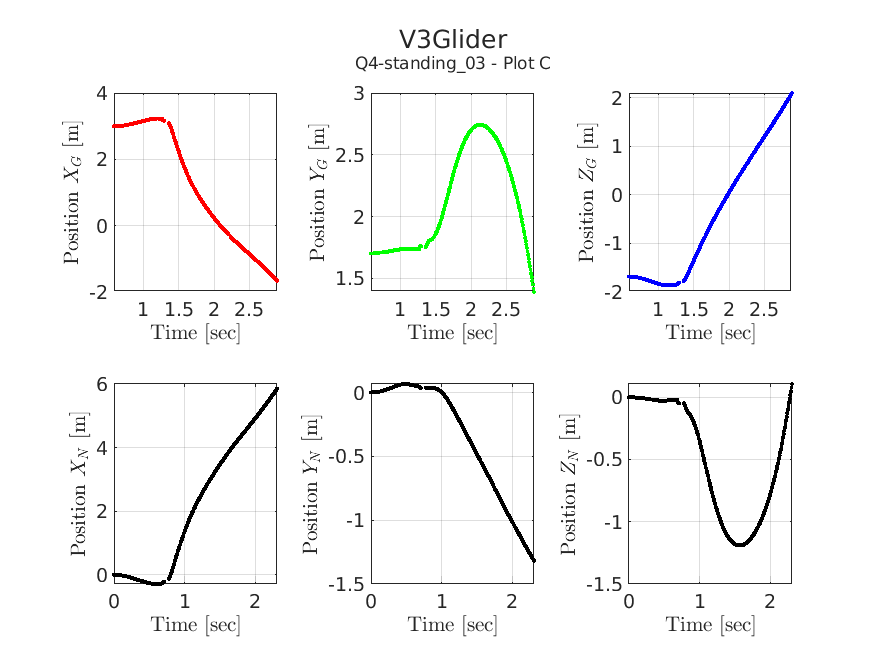 V3Glider
Q4-standing_03 - Plot C
Position X_G [m]
4
2
0
-2
1 1.5 2 2.5
Time [sec]
Position Y_G [m]
3
2.5
2
1.5
1 1.5 2 2.5
Time [sec]
Position Z_G [m]
2
1
0
-1
-2
1 1.5 2 2.5
Time [sec]
Position X_N [m]
6
4
2
0
0 1 2
Time [sec]
Position Y_N [m]
0
-0.5
-1
-1.5
0 1 2
Time [sec]
Position Z_N [m]
0
-0.5
-1
-1.5
0 1 2
Time [sec]